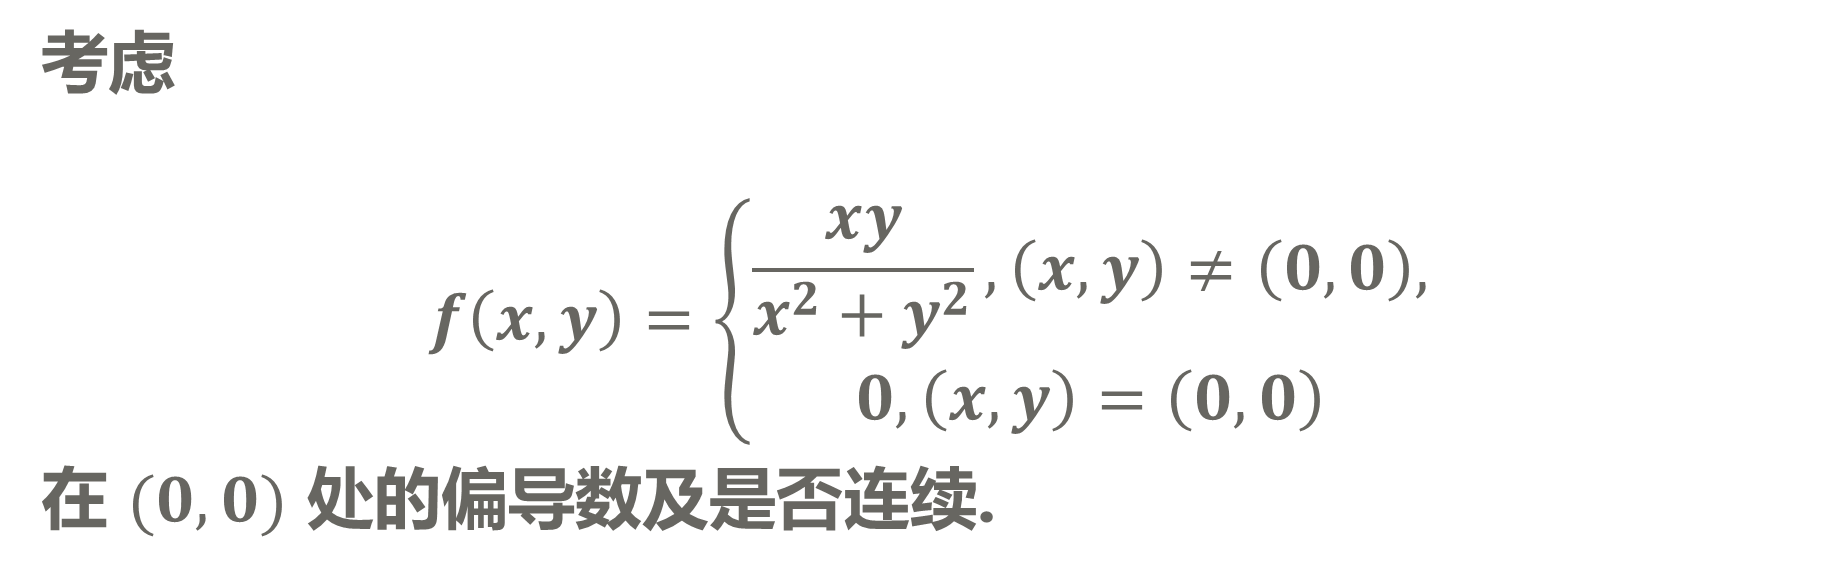 考虑
f(x, y) = { xy / x² + y² , (x, y) ≠ (0, 0),
0, (x, y) = (0, 0)
在 (0, 0) 处的偏导数及是否连续.